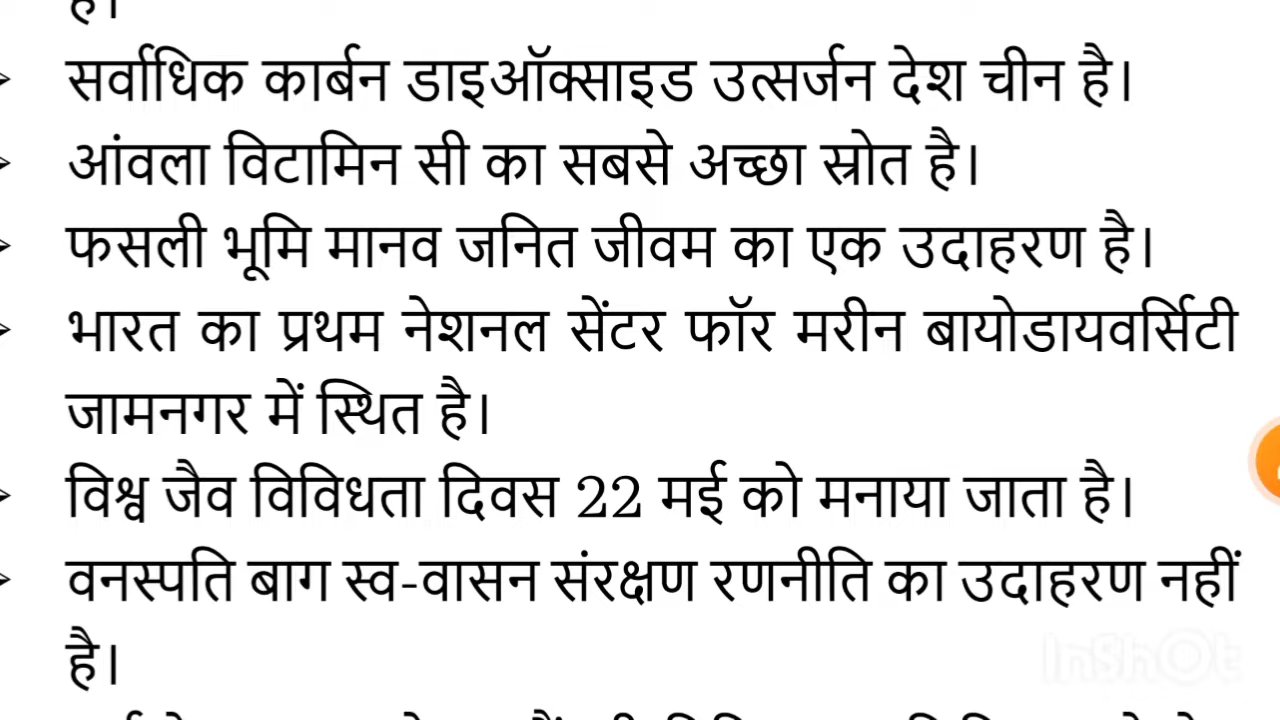 है।
सर्वाधिक कार्बन डाइऑक्साइड उत्सर्जन देश चीन है।
आंवला विटामिन सी का सबसे अच्छा स्रोत है।
फसली भूमि मानव जनित जीवम का एक उदाहरण है।
भारत का प्रथम नेशनल सेंटर फॉर मरीन बायोडायवर्सिटी
जामनगर में स्थित है।
विश्व जैव विविधता दिवस 22 मई को मनाया जाता है।
वनस्पति बाग स्व-वासन संरक्षण रणनीति का उदाहरण नहीं
है।
InShOt